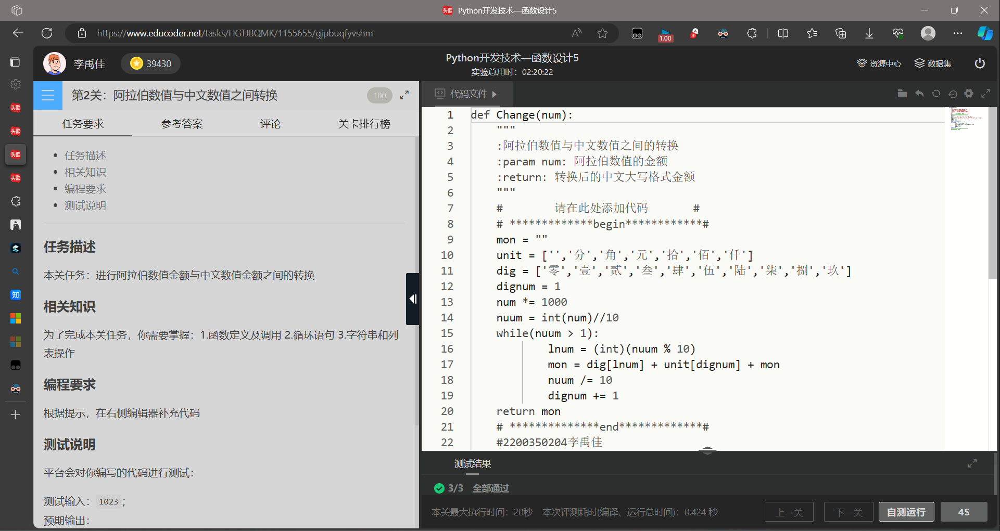 Python开发技术—函数设计5
https://www.educoder.net/tasks/HGTJBQMK/1155655/gjpbuqfyvshm
1.00
李禹佳
39430
Python开发技术—函数设计5
实验总用时：02:20:22
资源中心
数据集
头歌
头歌
头歌
头歌
知
第2关：阿拉伯数值与中文数值之间转换
100
任务要求
参考答案
评论
关卡排行榜
任务描述
相关知识
编程要求
测试说明
任务描述
本关任务：进行阿拉伯数值金额与中文数值金额之间的转换
相关知识
为了完成本关任务，你需要掌握：1.函数定义及调用 2.循环语句 3.字符串和列
表操作
编程要求
根据提示，在右侧编辑器补充代码
测试说明
平台会对你编写的代码进行测试：
测试输入：1023；
预期输出：
代码文件
1 def Change(num):
2     """
3     :阿拉伯数值与中文数值之间的转换
4     :param num: 阿拉伯数值的金额
5     :return: 转换后的中文大写格式金额
6     """
7     #        请在此处添加代码       #
8     # *************begin************#
9     mon = ""
10     unit = ['','分','角','元','拾','佰','仟']
11     dig = ['零','壹','贰','叁','肆','伍','陆','柒','捌','玖']
12     dignum = 1
13     num *= 1000
14     nuum = int(num)//10
15     while(nuum > 1):
16             lnum = (int)(nuum % 10)
17             mon = dig[lnum] + unit[dignum] + mon
18             nuum /= 10
19             dignum += 1
20     return mon
21     # **************end*************#
22     #2200350204李禹佳
测试结果
3/3 全部通过
本关最大执行时间：20秒 本次评测耗时(编译、运行总时间)：0.424 秒
上一关
下一关
自测运行
4S